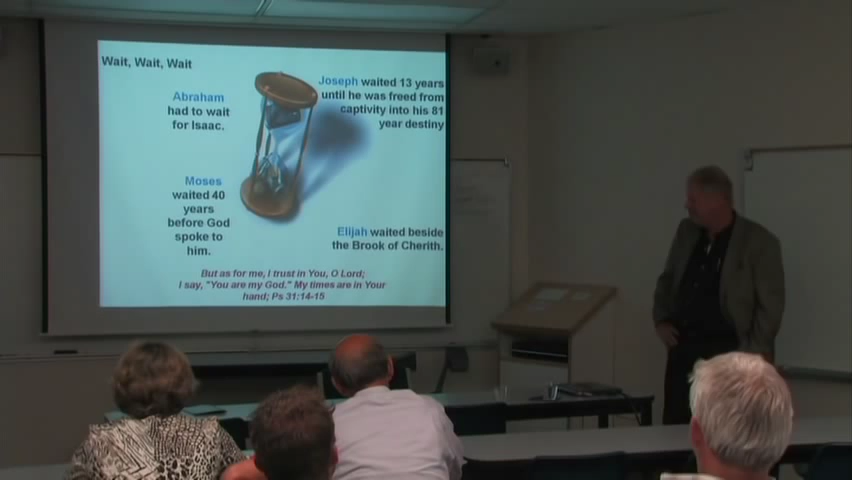 Wait, Wait, Wait
Abraham
had to wait
for Isaac.
Joseph waited 13 years
until he was freed from
captivity into his 81
year destiny
Moses
waited 40
years
before God
spoke to
him.
Elijah waited beside
the Brook of Cherith.
But as for me, I trust in You, O Lord;
I say, "You are my God." My times are in Your
hand; Ps 31:14-15